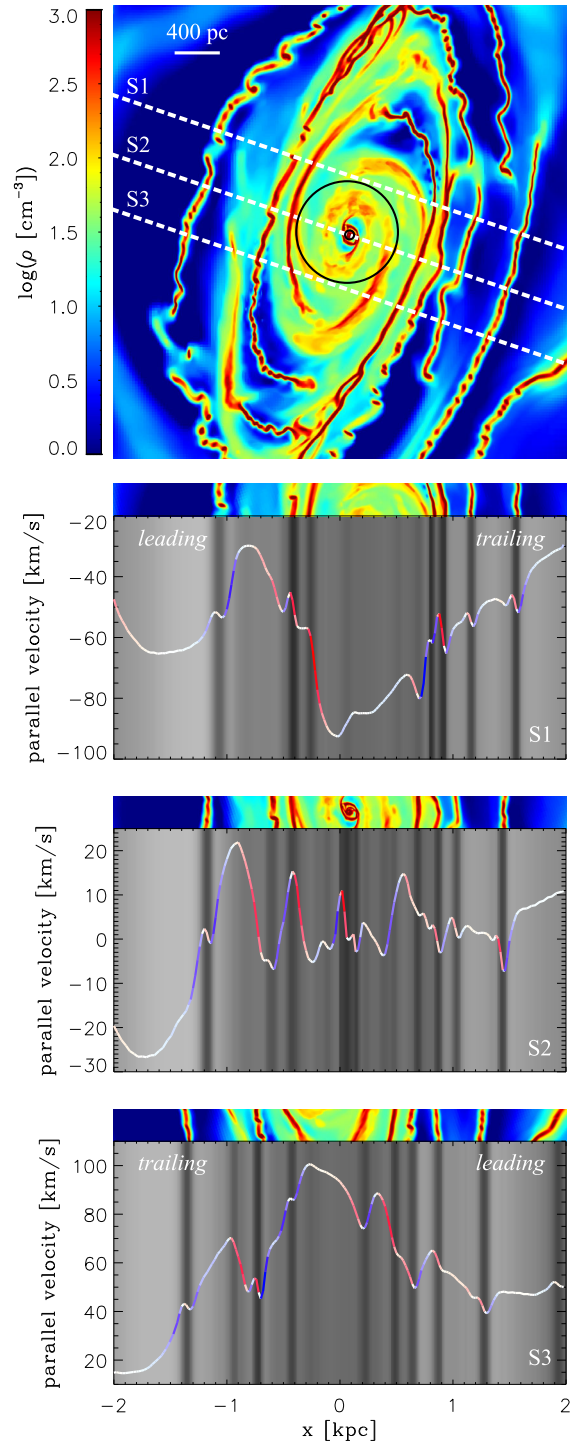 3.0
2.5
2.0
1.5
1.0
0.5
0.0
log(ρ [cm⁻³])
400 pc
S1
S2
S3
−20
−40
−60
−80
−100
parallel velocity [km/s]
leading
trailing
S1
20
10
0
−10
−20
−30
parallel velocity [km/s]
S2
100
80
60
40
20
parallel velocity [km/s]
trailing
leading
S3
−2
−1
0
1
2
x [kpc]